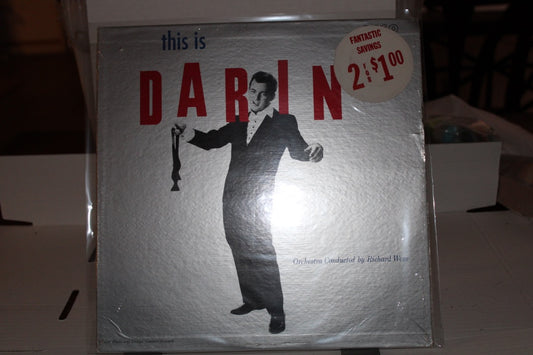 this is
DARIN
FANTASTIC
SAVINGS
2 FOR $1.00
Orchestra Conducted by Richard Wess